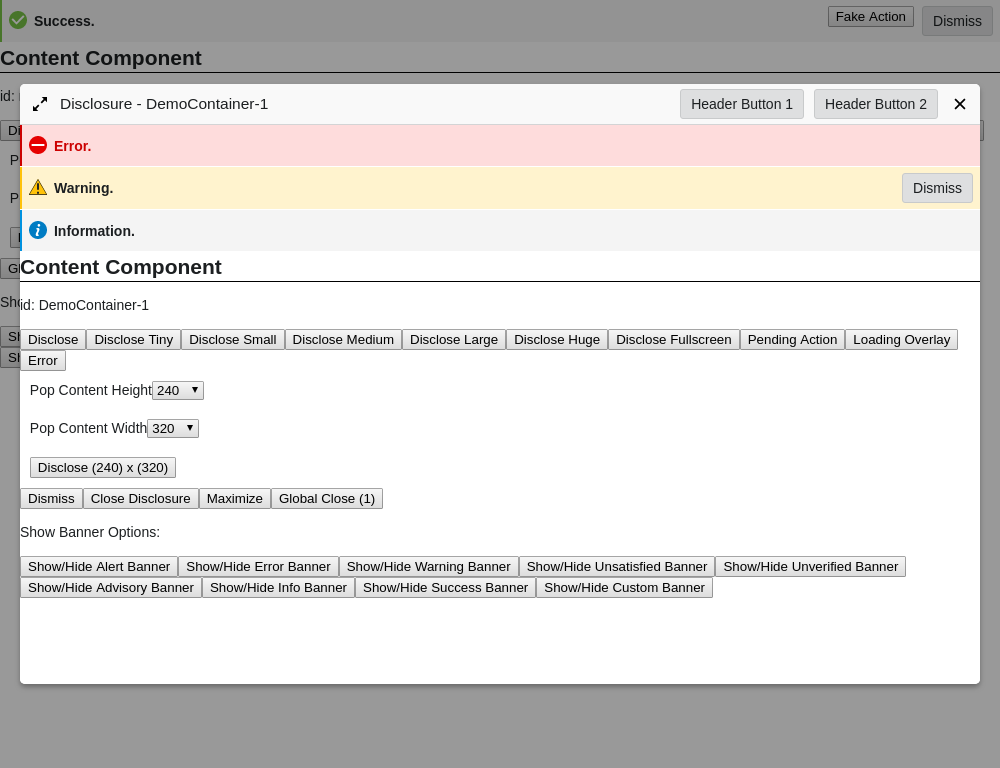 Success. Fake Action Dismiss
Content Component
id:
Disclosure - DemoContainer-1 Header Button 1 Header Button 2
Error.
Warning. Dismiss
Information.
Content Component
id: DemoContainer-1
Disclose Disclose Tiny Disclose Small Disclose Medium Disclose Large Disclose Huge Disclose Fullscreen Pending Action Loading Overlay
Error
Pop Content Height 240
Pop Content Width 320
Disclose (240) x (320)
Dismiss Close Disclosure Maximize Global Close (1)
Show Banner Options:
Show/Hide Alert Banner Show/Hide Error Banner Show/Hide Warning Banner Show/Hide Unsatisfied Banner Show/Hide Unverified Banner
Show/Hide Advisory Banner Show/Hide Info Banner Show/Hide Success Banner Show/Hide Custom Banner